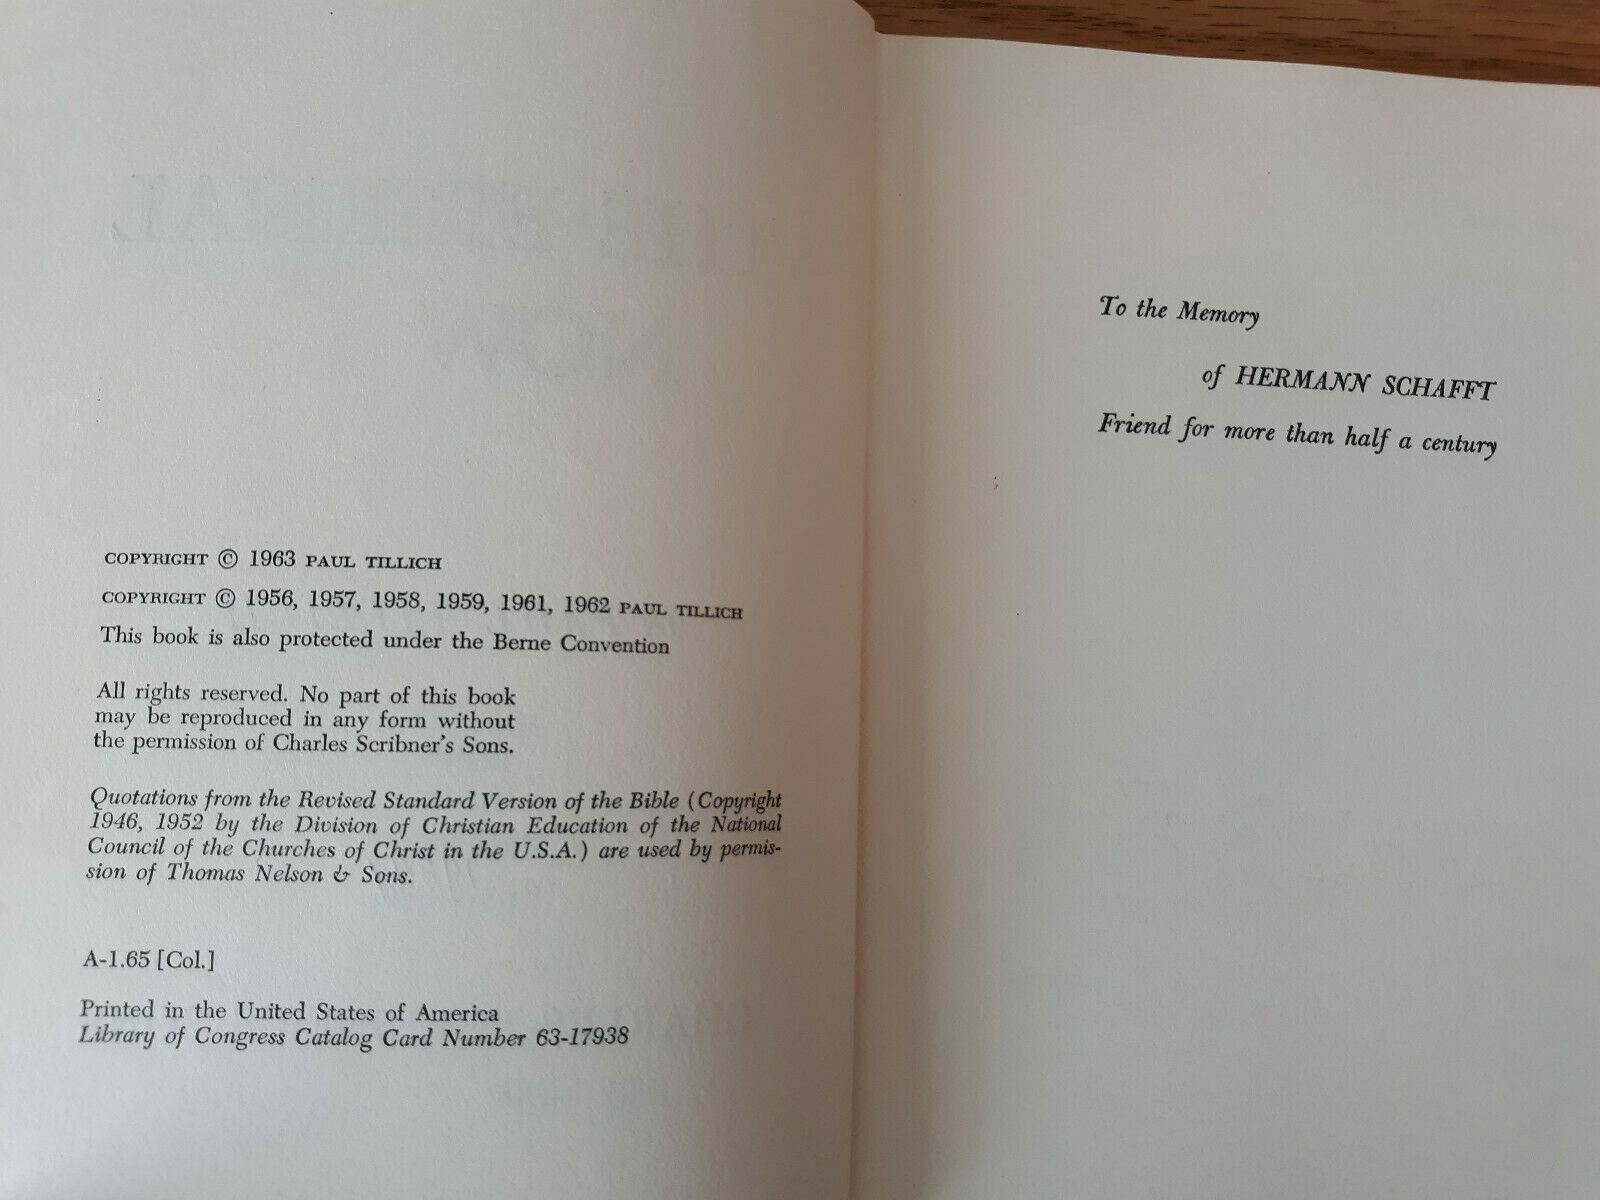 COPYRIGHT © 1963 PAUL TILLICH
COPYRIGHT © 1956, 1957, 1958, 1959, 1961, 1962 PAUL TILLICH
This book is also protected under the Berne Convention
All rights reserved. No part of this book
may be reproduced in any form without
the permission of Charles Scribner's Sons.
Quotations from the Revised Standard Version of the Bible (Copyright
1946, 1952 by the Division of Christian Education of the National
Council of the Churches of Christ in the U.S.A.) are used by permis-
sion of Thomas Nelson & Sons.
A-1.65 [Col.]
Printed in the United States of America
Library of Congress Catalog Card Number 63-17938
To the Memory
of HERMANN SCHAFFT
Friend for more than half a century